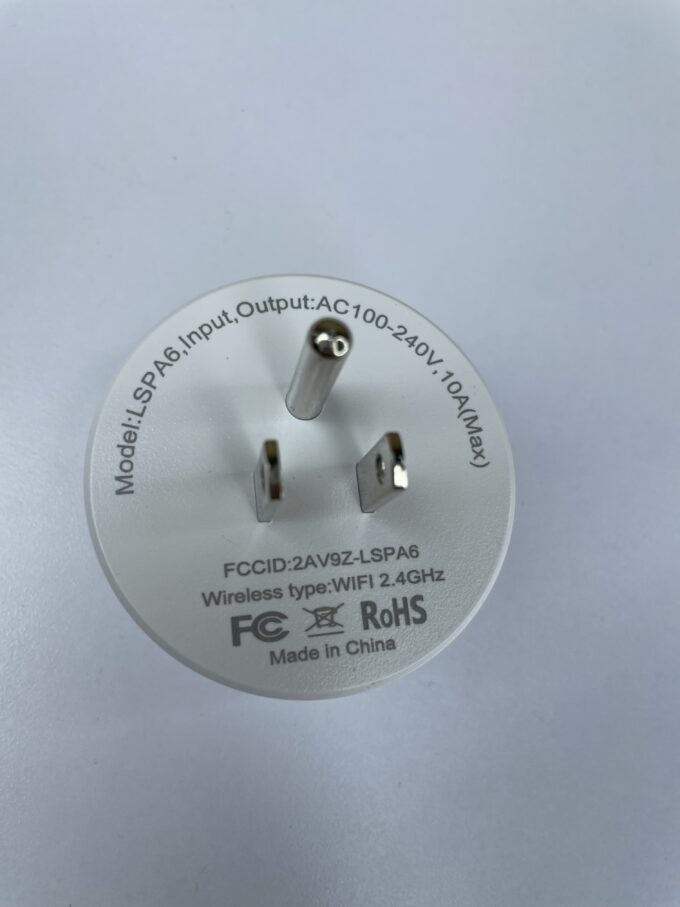 Model:LSPA6,Input,Output:AC100-240V,10A(Max)
FCCID:2AV9Z-LSPA6
Wireless type:WIFI 2.4GHz
FC RoHS
Made in China